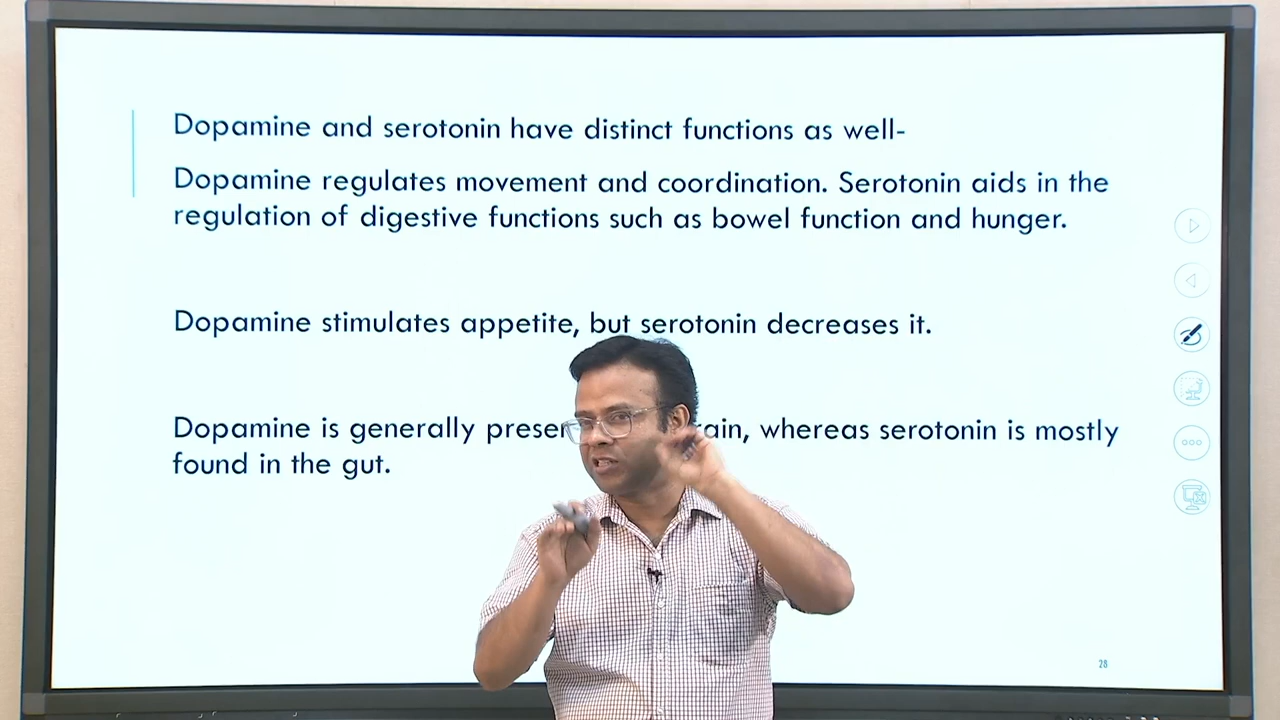 Dopamine and serotonin have distinct functions as well-
Dopamine regulates movement and coordination. Serotonin aids in the
regulation of digestive functions such as bowel function and hunger.
Dopamine stimulates appetite, but serotonin decreases it.
Dopamine is generally whereas serotonin is mostly
found in the gut.
28